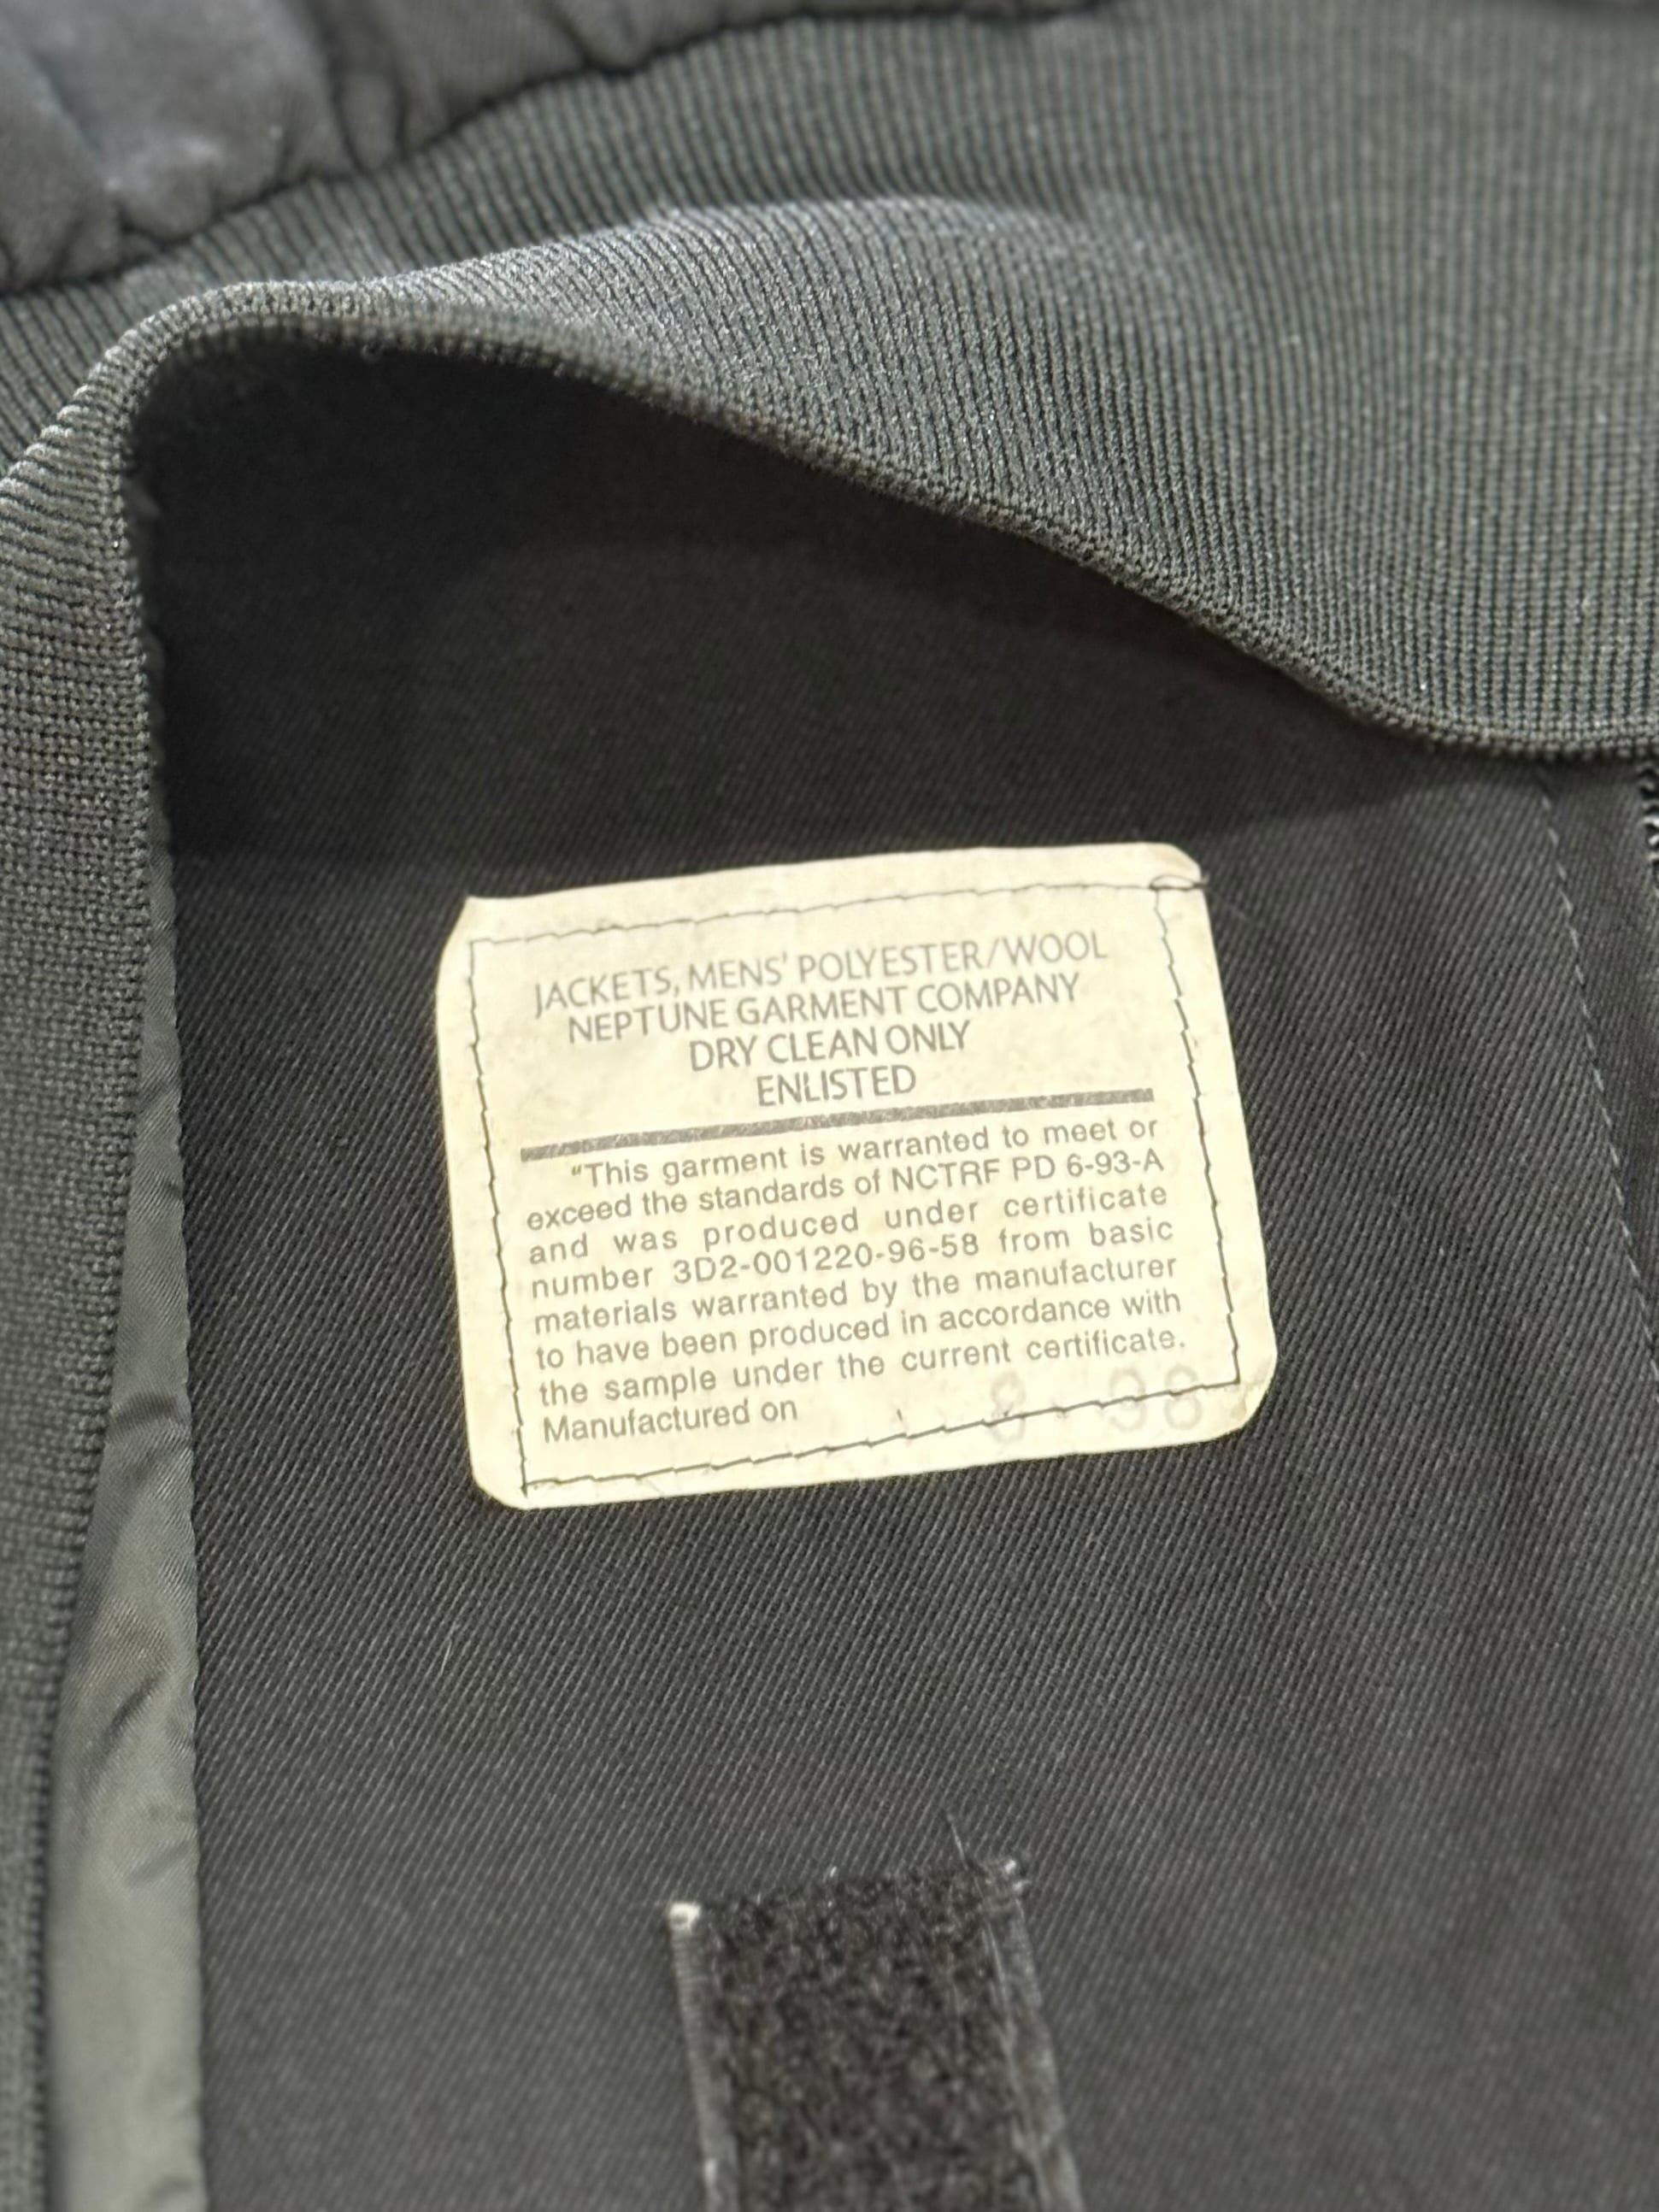 JACKETS, MENS' POLYESTER/WOOL
NEPTUNE GARMENT COMPANY
DRY CLEAN ONLY
ENLISTED
"This garment is warranted to meet or
exceed the standards of NCTRF PD 6-93-A
and was produced under certificate
number 3D2-001220-96-58 from basic
materials warranted by the manufacturer
to have been produced in accordance with
the sample under the current certificate.
Manufactured on 8 - 98